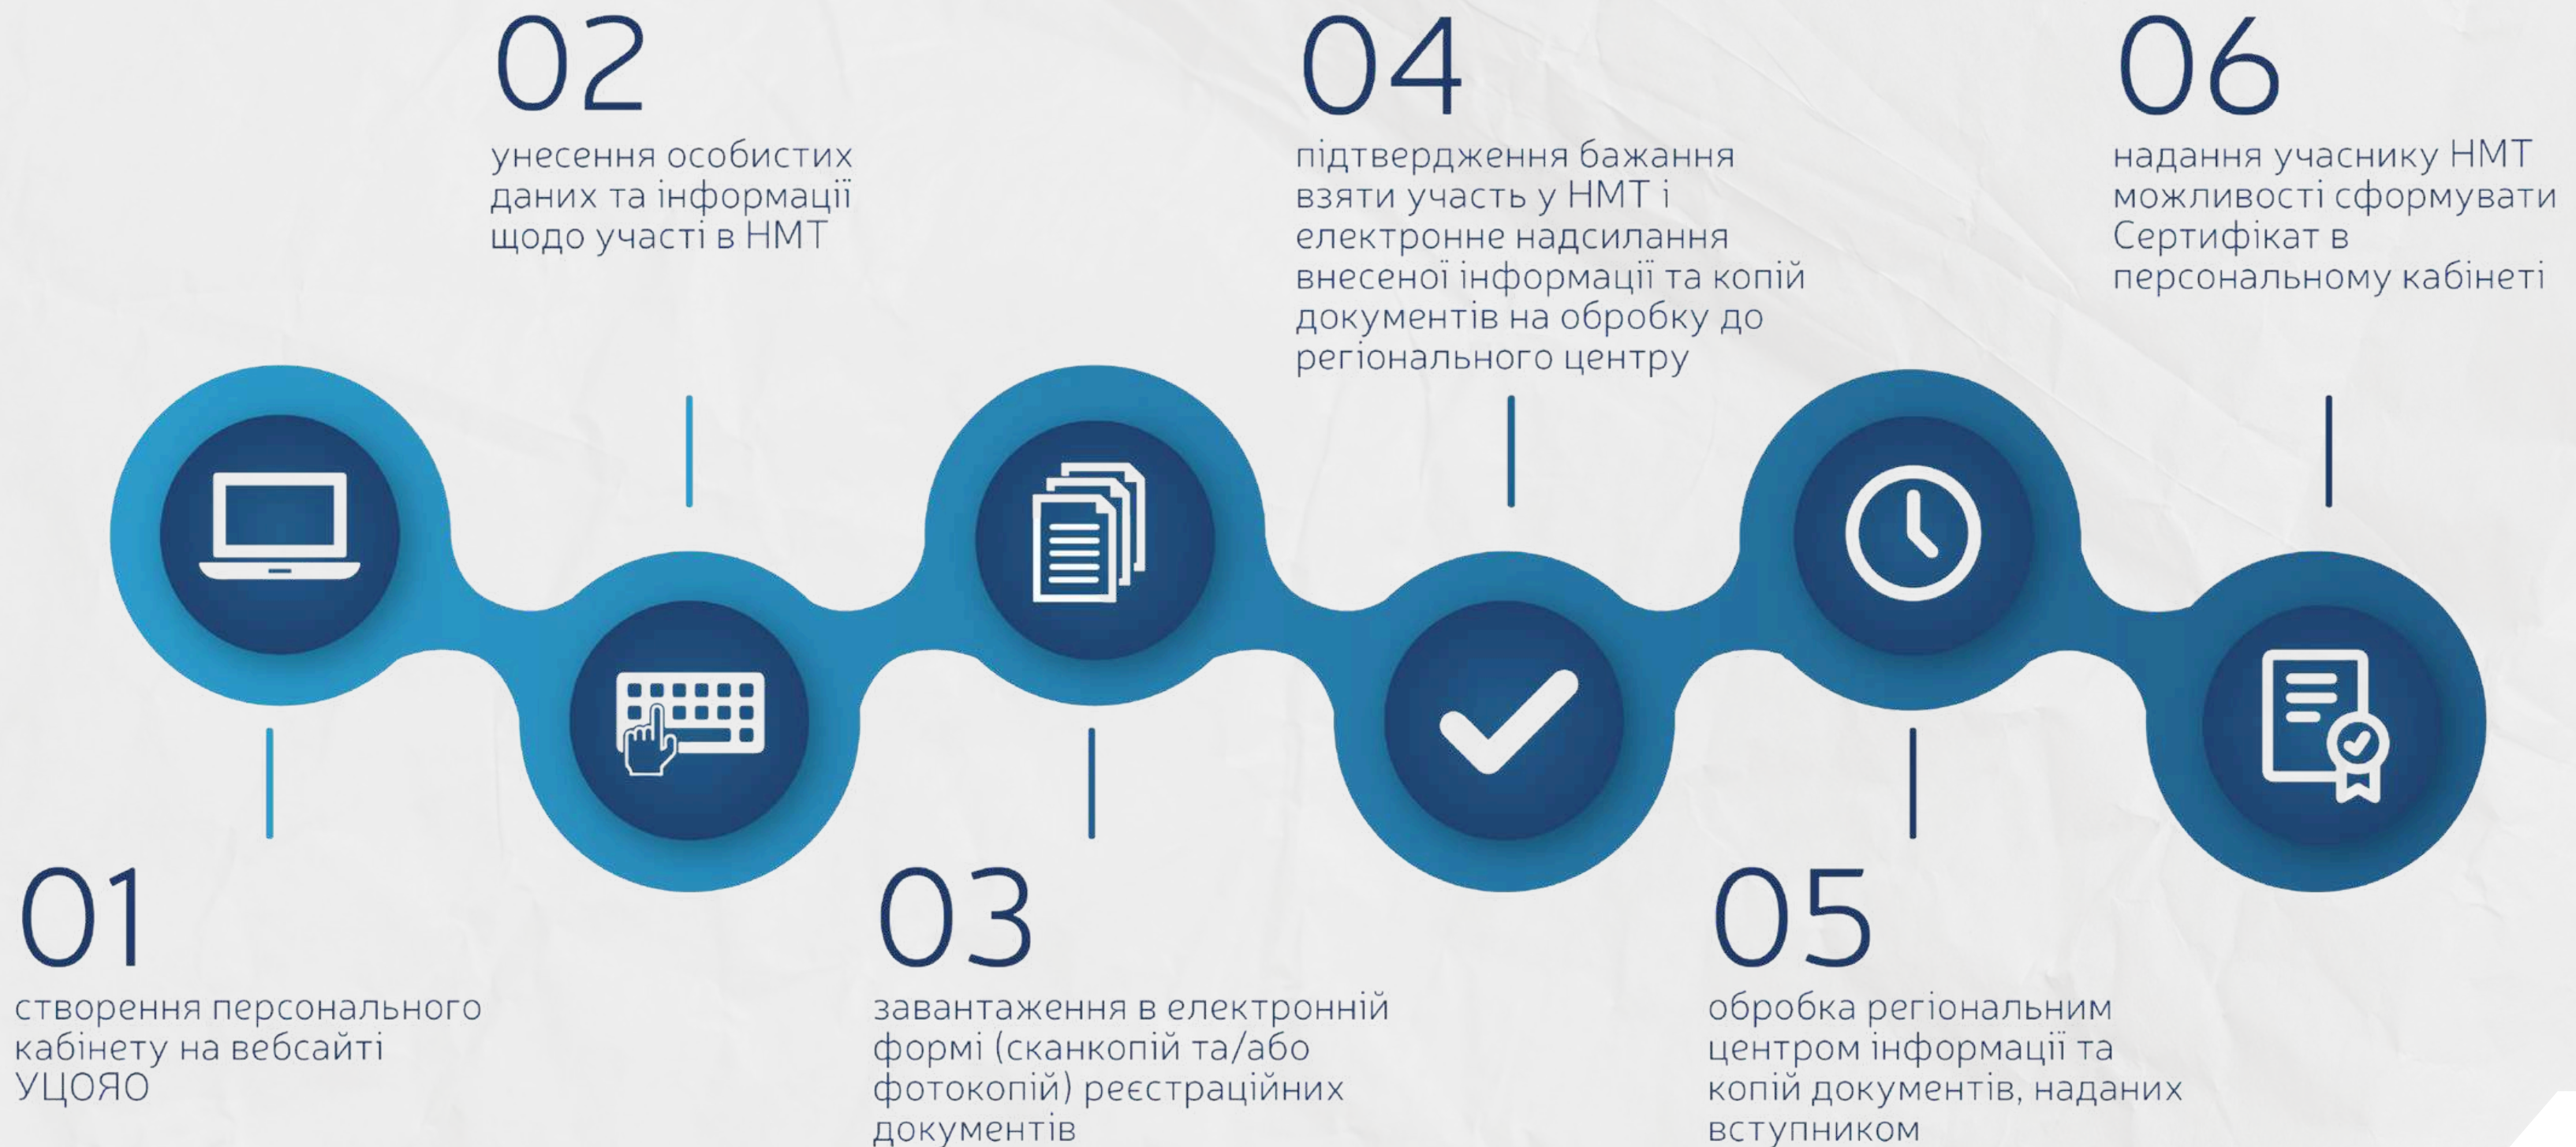 01
створення персонального
кабінету на вебсайті
УЦОЯО
02
унесення особистих
даних та інформації
щодо участі в НМТ
03
завантаження в електронній
формі (сканкопій та/або
фотокопій) реєстраційних
документів
04
підтвердження бажання
взяти участь у НМТ і
електронне надсилання
внесеної інформації та копій
документів на обробку до
регіонального центру
05
обробка регіональним
центром інформації та
копій документів, наданих
вступником
06
надання учаснику НМТ
можливості сформувати
Сертифікат в
персональному кабінеті